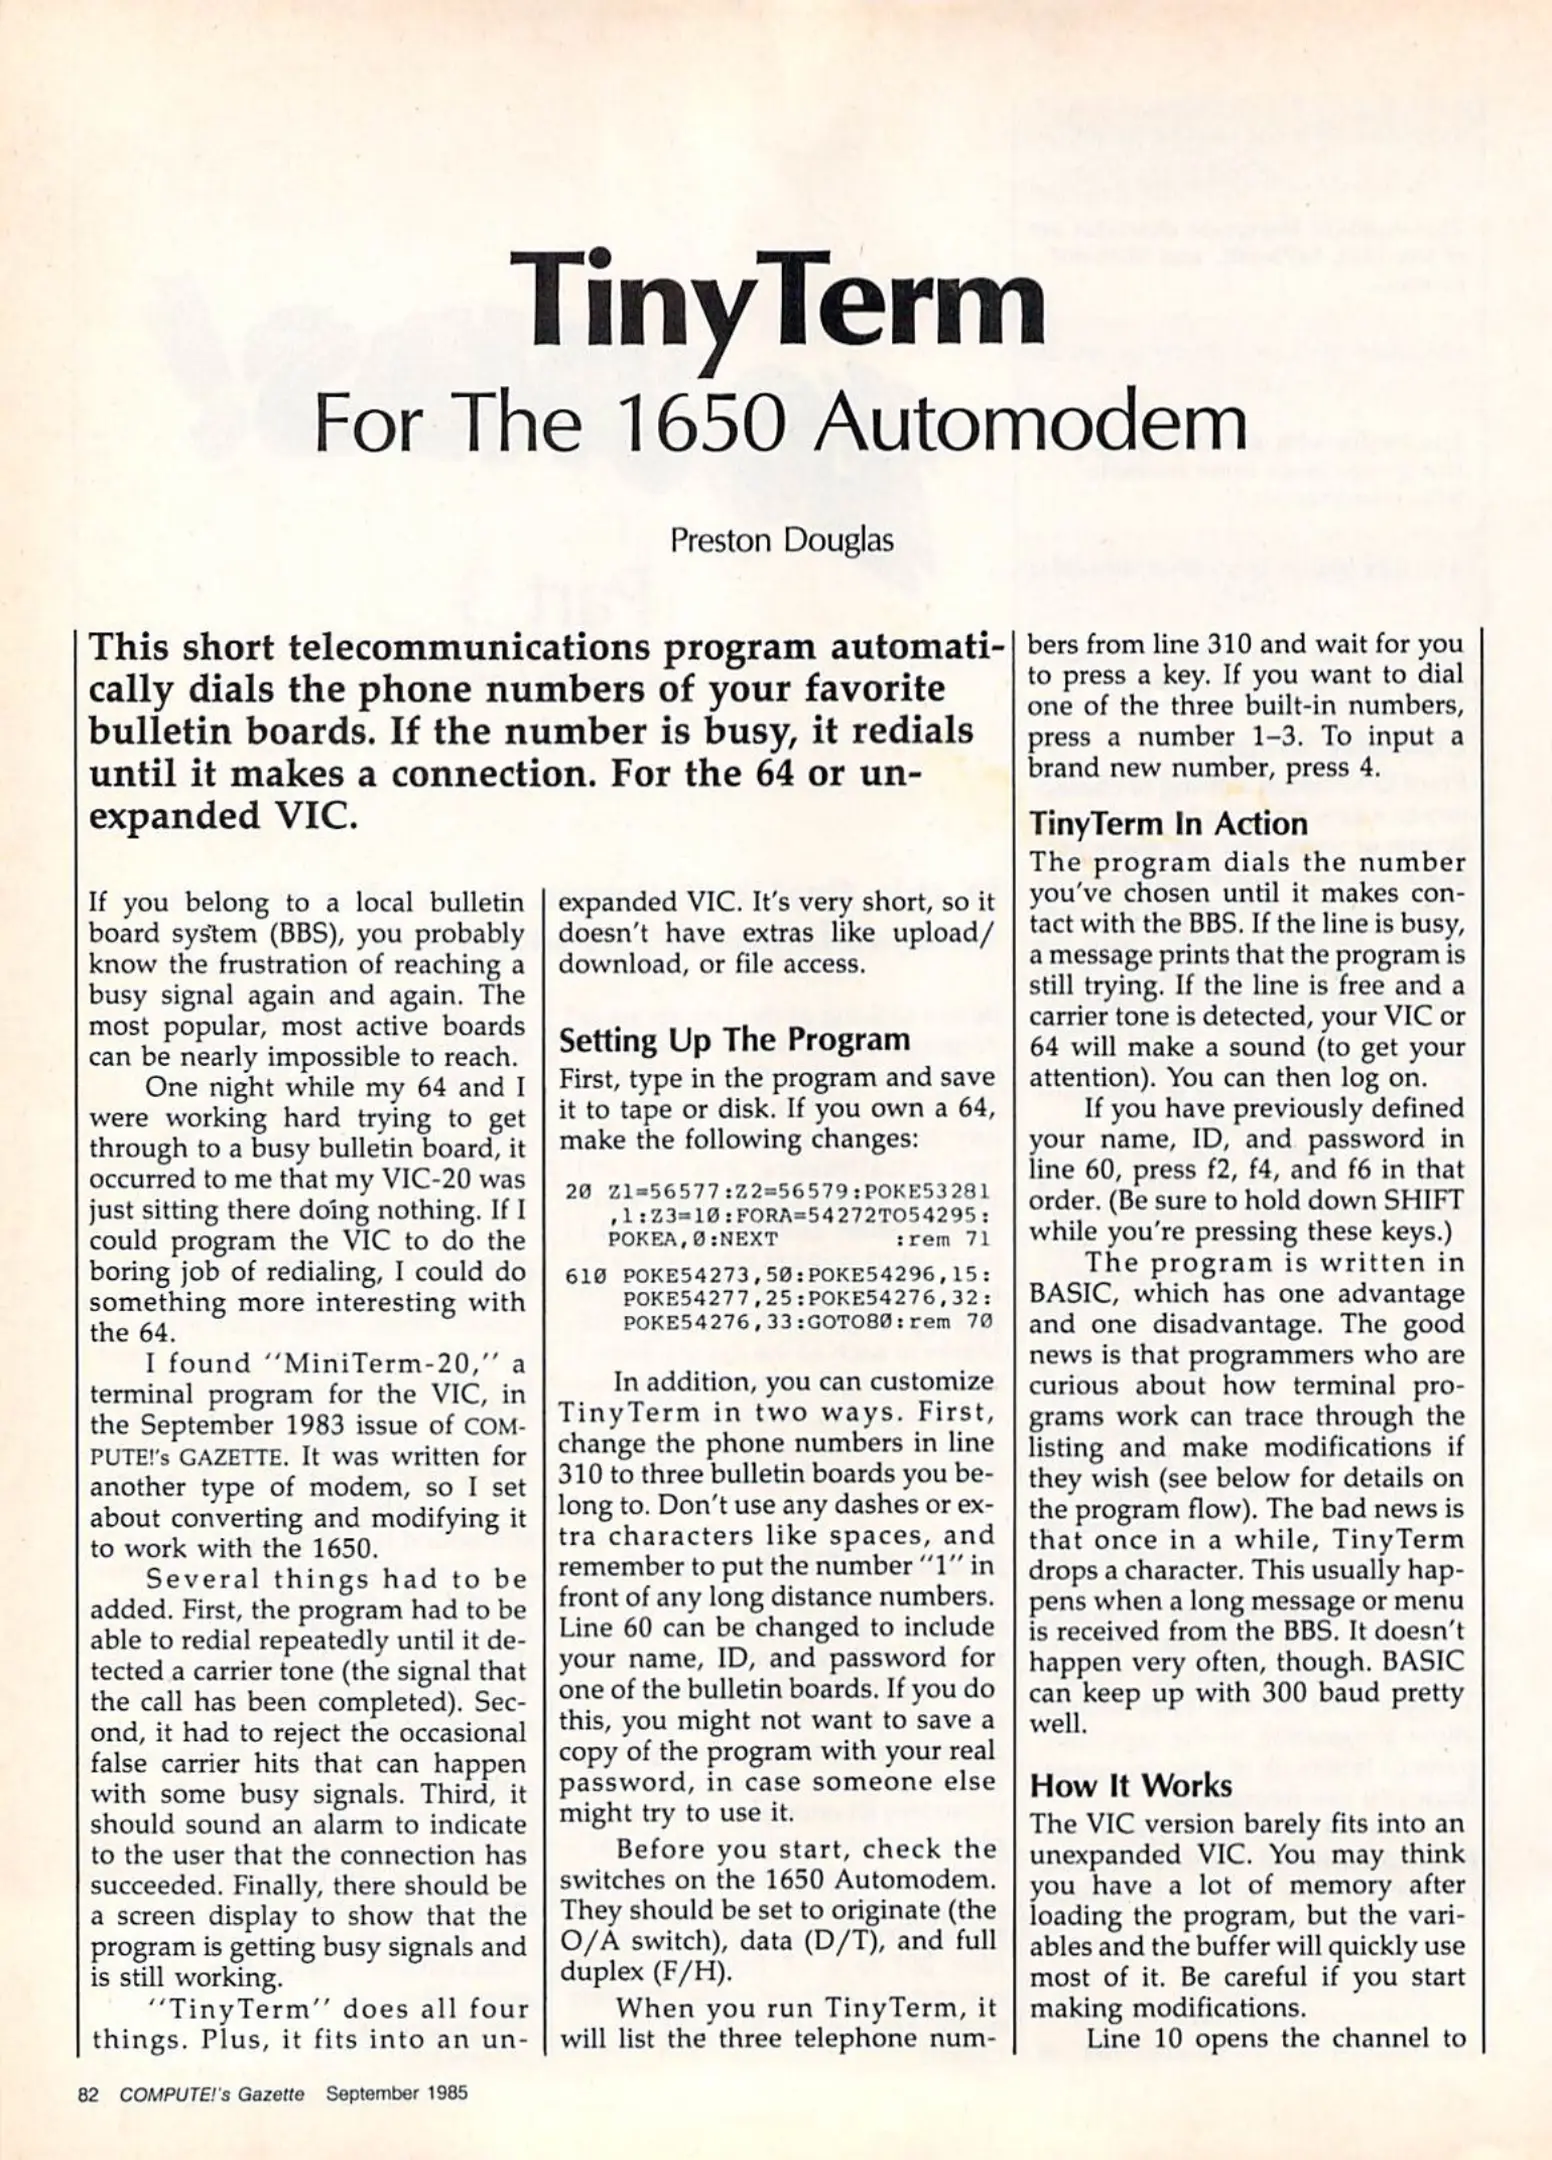 TinyTerm
For The 1650 Automodem
Preston Douglas
This short telecommunications program automati-
cally dials the phone numbers of your favorite
bulletin boards. If the number is busy, it redials
until it makes a connection. For the 64 or un-
expanded VIC.
If you belong to a local bulletin
board system (BBS), you probably
know the frustration of reaching a
busy signal again and again. The
most popular, most active boards
can be nearly impossible to reach.
One night while my 64 and I
were working hard trying to get
through to a busy bulletin board, it
occurred to me that my VIC-20 was
just sitting there doing nothing. If I
could program the VIC to do the
boring job of redialing, I could do
something more interesting with
the 64.
I found "MiniTerm-20," a
terminal program for the VIC, in
the September 1983 issue of COM-
PUTE!'s GAZETTE. It was written for
another type of modem, so I set
about converting and modifying it
to work with the 1650.
Several things had to be
added. First, the program had to be
able to redial repeatedly until it de-
tected a carrier tone (the signal that
the call has been completed). Sec-
ond, it had to reject the occasional
false carrier hits that can happen
with some busy signals. Third, it
should sound an alarm to indicate
to the user that the connection has
succeeded. Finally, there should be
a screen display to show that the
program is getting busy signals and
is still working.
"TinyTerm" does all four
things. Plus, it fits into an un-
expanded VIC. It's very short, so it
doesn't have extras like upload/
download, or file access.
Setting Up The Program
First, type in the program and save
it to tape or disk. If you own a 64,
make the following changes:
20 Z1=56577:Z2=56579:POKE53281
,1:Z3=10:FORA=54272TO54295:
POKEA,0:NEXT :rem 71
610 POKE54273,50:POKE54296,15:
POKE54277,25:POKE54276,32:
POKE54276,33:GOTO80:rem 70
In addition, you can customize
TinyTerm in two ways. First,
change the phone numbers in line
310 to three bulletin boards you be-
long to. Don't use any dashes or ex-
tra characters like spaces, and
remember to put the number "1" in
front of any long distance numbers.
Line 60 can be changed to include
your name, ID, and password for
one of the bulletin boards. If you do
this, you might not want to save a
copy of the program with your real
password, in case someone else
might try to use it.
Before you start, check the
switches on the 1650 Automodem.
They should be set to originate (the
O/A switch), data (D/T), and full
duplex (F/H).
When you run TinyTerm, it
will list the three telephone num-
bers from line 310 and wait for you
to press a key. If you want to dial
one of the three built-in numbers,
press a number 1–3. To input a
brand new number, press 4.
TinyTerm In Action
The program dials the number
you've chosen until it makes con-
tact with the BBS. If the line is busy,
a message prints that the program is
still trying. If the line is free and a
carrier tone is detected, your VIC or
64 will make a sound (to get your
attention). You can then log on.
If you have previously defined
your name, ID, and password in
line 60, press f2, f4, and f6 in that
order. (Be sure to hold down SHIFT
while you're pressing these keys.)
The program is written in
BASIC, which has one advantage
and one disadvantage. The good
news is that programmers who are
curious about how terminal pro-
grams work can trace through the
listing and make modifications if
they wish (see below for details on
the program flow). The bad news is
that once in a while, TinyTerm
drops a character. This usually hap-
pens when a long message or menu
is received from the BBS. It doesn't
happen very often, though. BASIC
can keep up with 300 baud pretty
well.
How It Works
The VIC version barely fits into an
unexpanded VIC. You may think
you have a lot of memory after
loading the program, but the vari-
ables and the buffer will quickly use
most of it. Be careful if you start
making modifications.
Line 10 opens the channel to
82 COMPUTE!'s Gazette September 1985